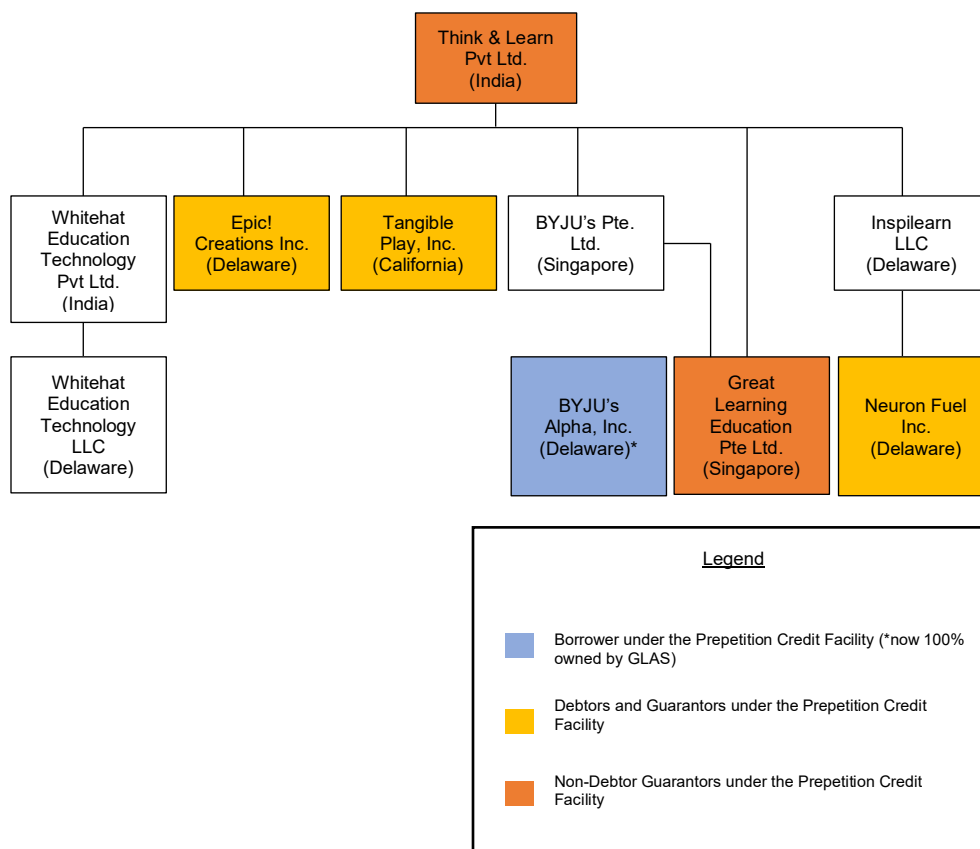 Think & Learn
Pvt Ltd.
(India)
Whitehat
Education
Technology
Pvt Ltd.
(India)
Epic!
Creations Inc.
(Delaware)
Tangible
Play, Inc.
(California)
BYJU’s Pte.
Ltd.
(Singapore)
Inspilearn
LLC
(Delaware)
Whitehat
Education
Technology
LLC
(Delaware)
BYJU’s
Alpha, Inc.
(Delaware)*
Great
Learning
Education
Pte Ltd.
(Singapore)
Neuron Fuel
Inc.
(Delaware)
Legend
Borrower under the Prepetition Credit Facility (*now 100%
owned by GLAS)
Debtors and Guarantors under the Prepetition Credit
Facility
Non-Debtor Guarantors under the Prepetition Credit
Facility